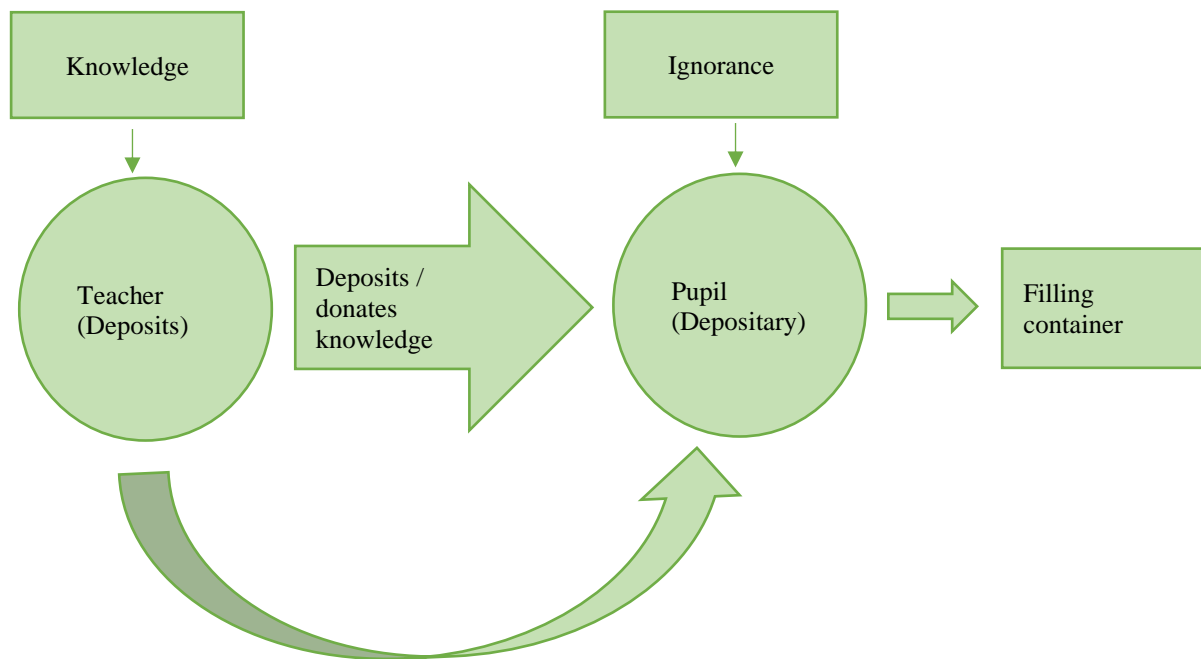 Knowledge
Ignorance
Teacher
(Deposits)
Deposits /
donates
knowledge
Pupil
(Depositary)
Filling
container